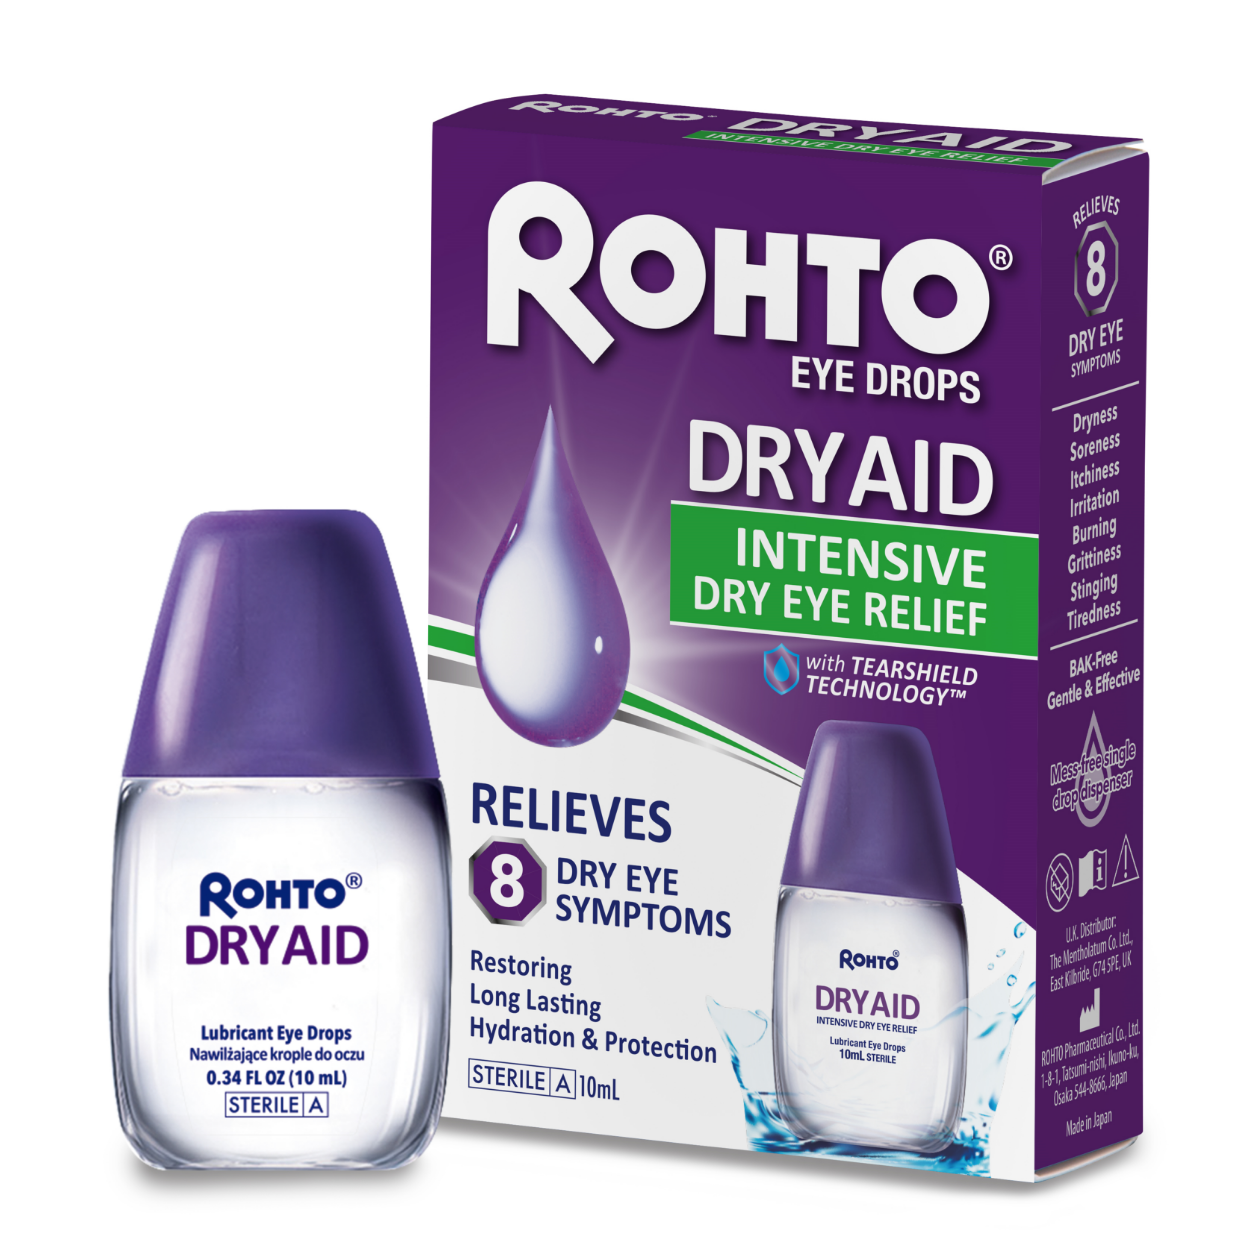 ROHTO® DRYAID
INTENSIVE DRY EYE RELIEF
ROHTO®
EYE DROPS
DRYAID
INTENSIVE
DRY EYE RELIEF
with TEARSHIELD
TECHNOLOGY™
RELIEVES
8 DRY EYE
SYMPTOMS
Restoring
Long Lasting
Hydration & Protection
STERILE A 10mL
ROHTO®
DRYAID
INTENSIVE DRY EYE RELIEF
Lubricant Eye Drops
10mL STERILE
RELIEVES
8
DRY EYE
SYMPTOMS
Dryness
Soreness
Itchiness
Irritation
Burning
Grittiness
Stinging
Tiredness
BAK-Free
Gentle & Effective
Mess-free single
drop dispenser
i
U.K. Distributor:
The Mentholatum Co. Ltd.,
East Kilbride, G74 5PE, UK
ROHTO Pharmaceutical Co., Ltd.
1-8-1, Tatsumi-nishi, Ikuno-ku,
Osaka 544-8666, Japan
Made in Japan
ROHTO®
DRYAID
Lubricant Eye Drops
Nawilżające krople do oczu
0.34 FL OZ (10 mL)
STERILE A